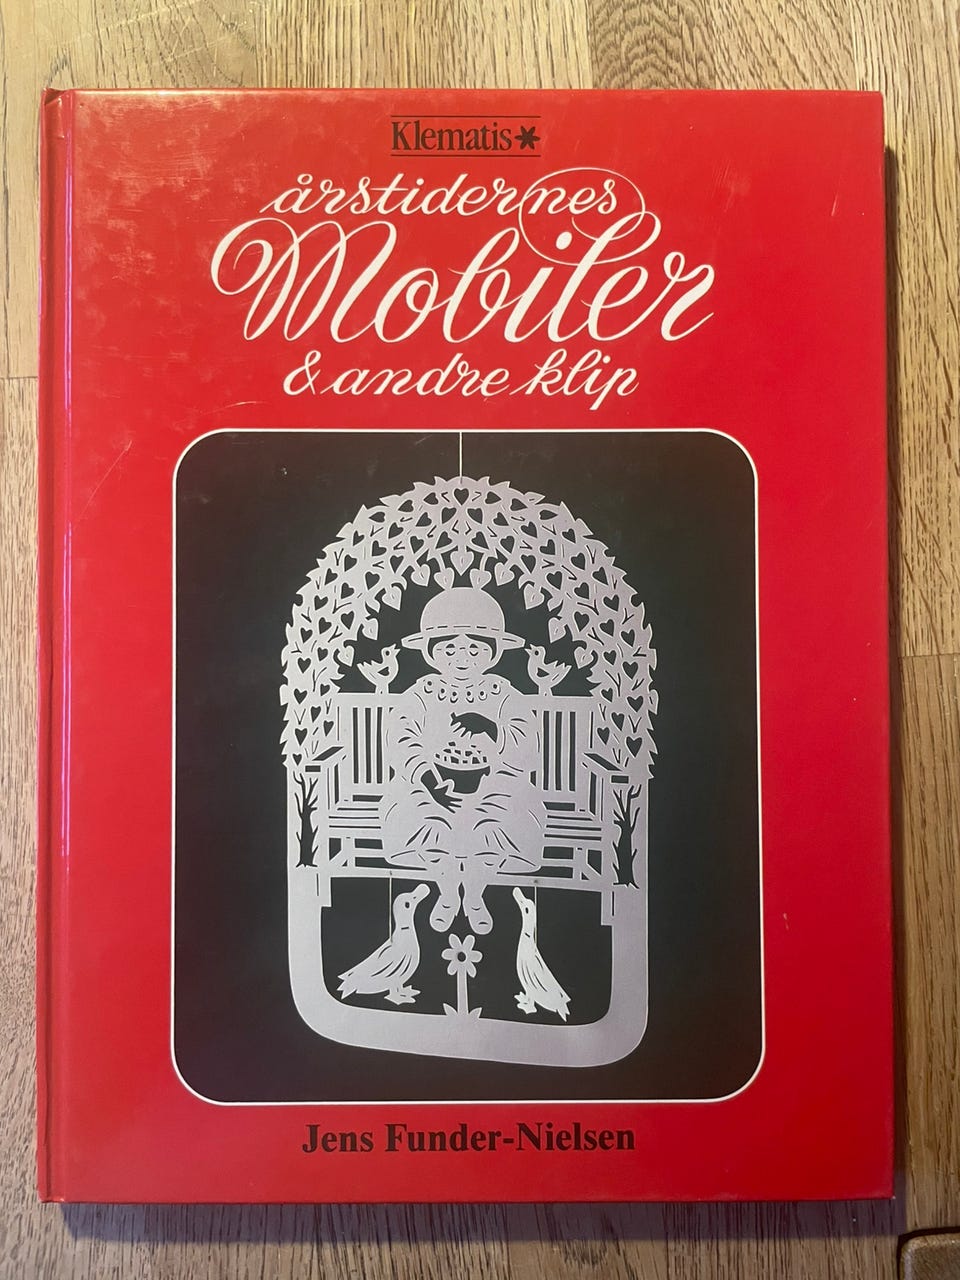 Klematis
årstidernes
Mobiler
& andre klip
Jens Funder-Nielsen